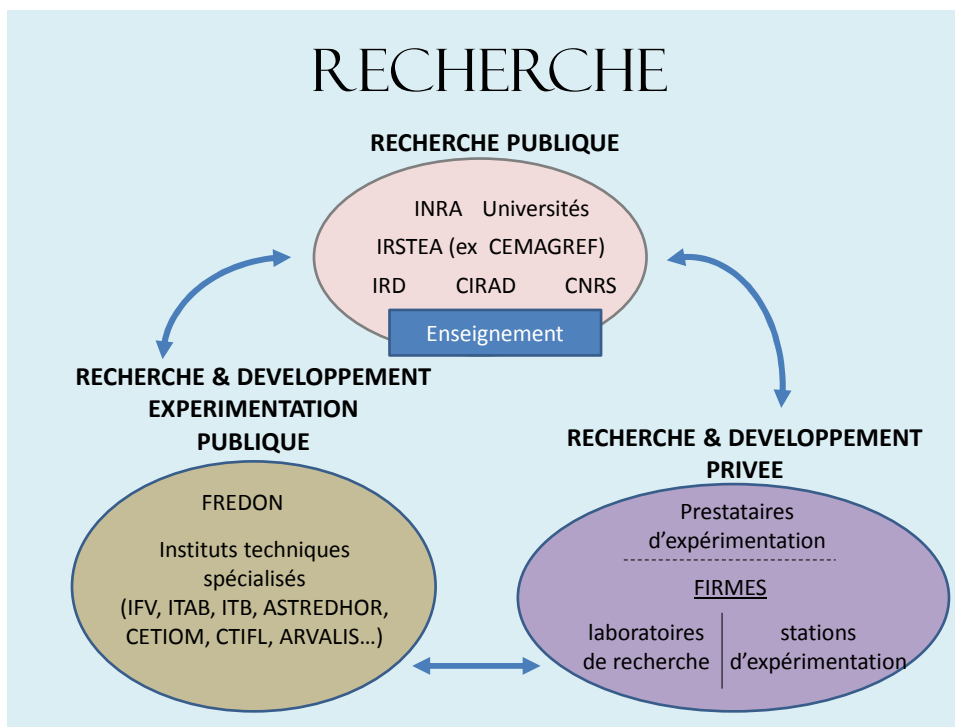 RECHERCHE
RECHERCHE PUBLIQUE
INRA Universités
IRSTEA (ex CEMAGREF)
IRD CIRAD CNRS
Enseignement
RECHERCHE & DEVELOPPEMENT
EXPERIMENTATION
PUBLIQUE
FREDON
Instituts techniques
spécialisés
(IFV, ITAB, ITB, ASTREDHOR,
CETIOM, CTIFL, ARVALIS...)
RECHERCHE & DEVELOPPEMENT
PRIVEE
Prestataires
d’expérimentation
FIRMES
laboratoires
de recherche
stations
d’expérimentation